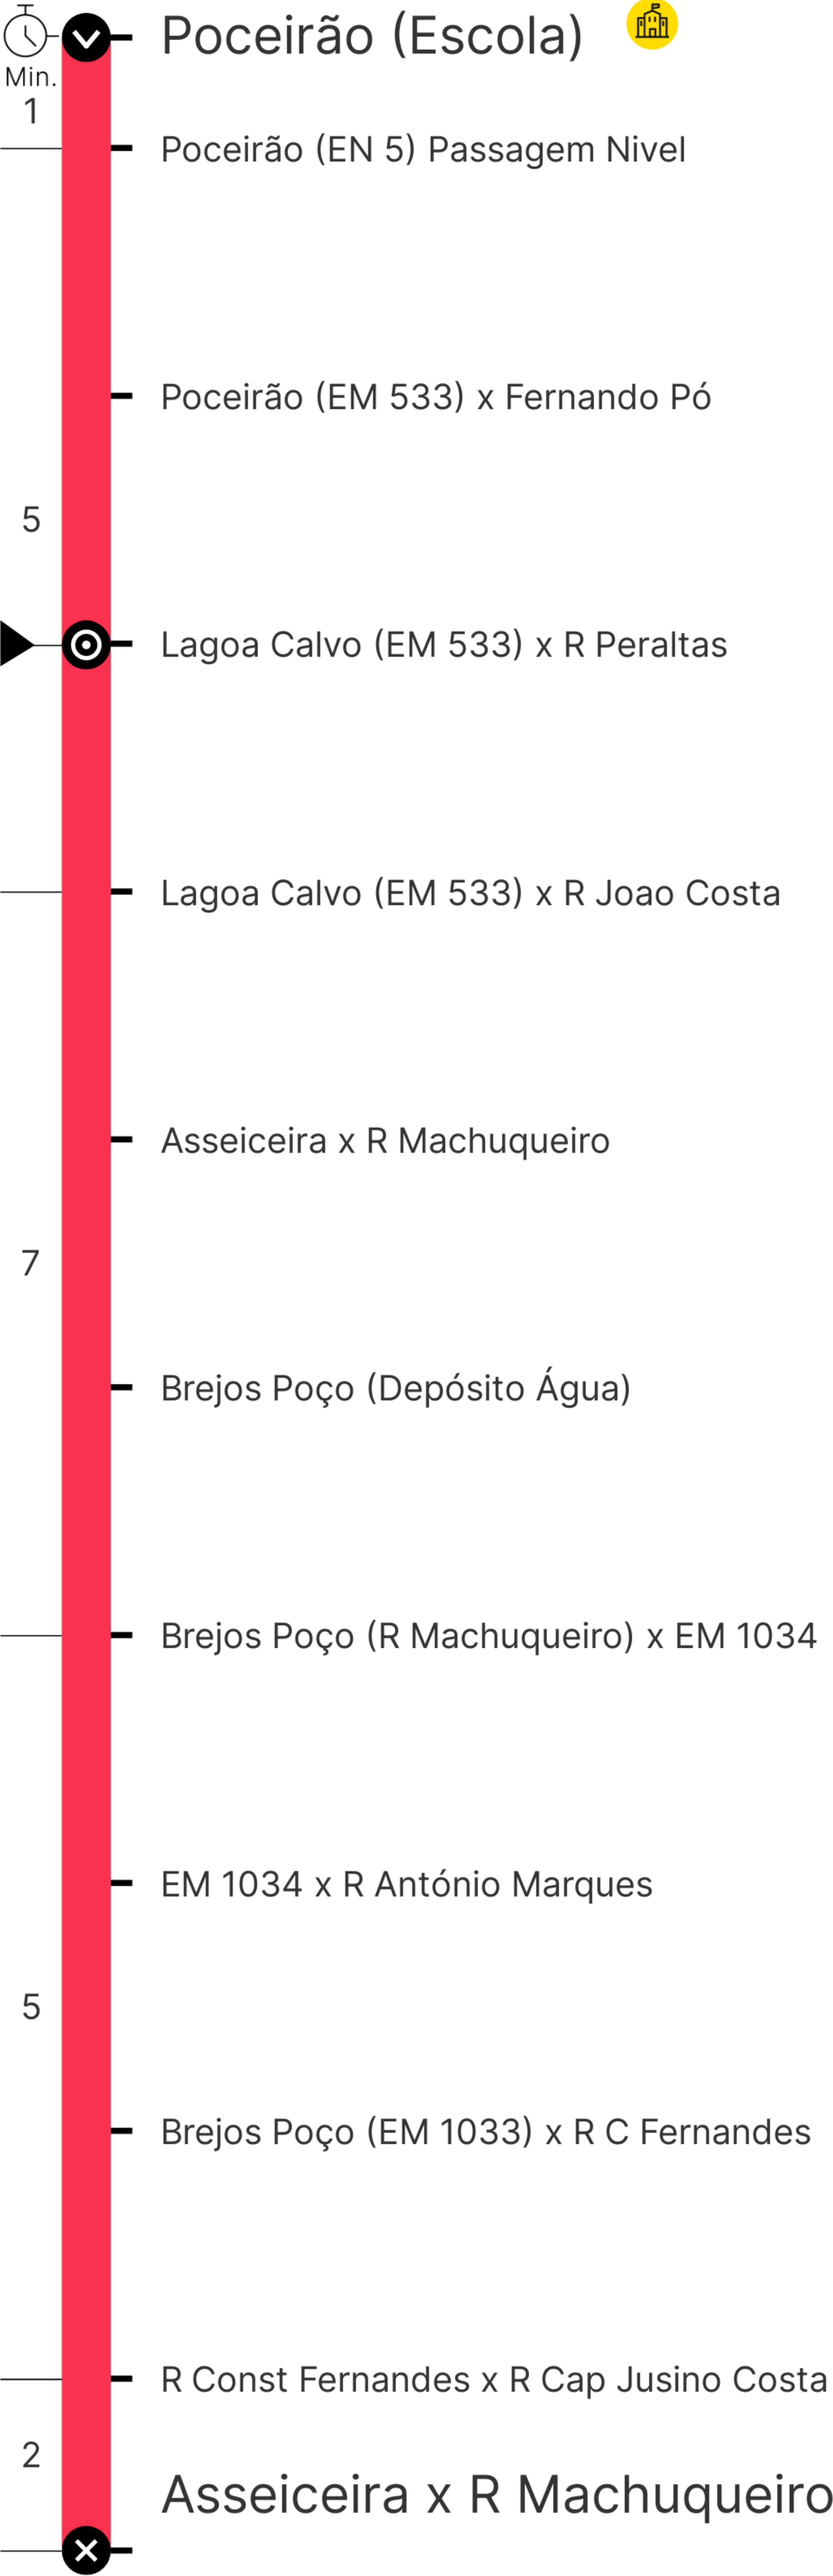 Poceirão (Escola)
Min.
1
Poceirão (EN 5) Passagem Nivel
Poceirão (EM 533) x Fernando Pó
5
Lagoa Calvo (EM 533) x R Peraltas
Lagoa Calvo (EM 533) x R Joao Costa
Asseiceira x R Machuqueiro
7
Brejos Poço (Depósito Água)
Brejos Poço (R Machuqueiro) x EM 1034
EM 1034 x R António Marques
5
Brejos Poço (EM 1033) x R C Fernandes
R Const Fernandes x R Cap Jusino Costa
2
Asseiceira x R Machuqueiro